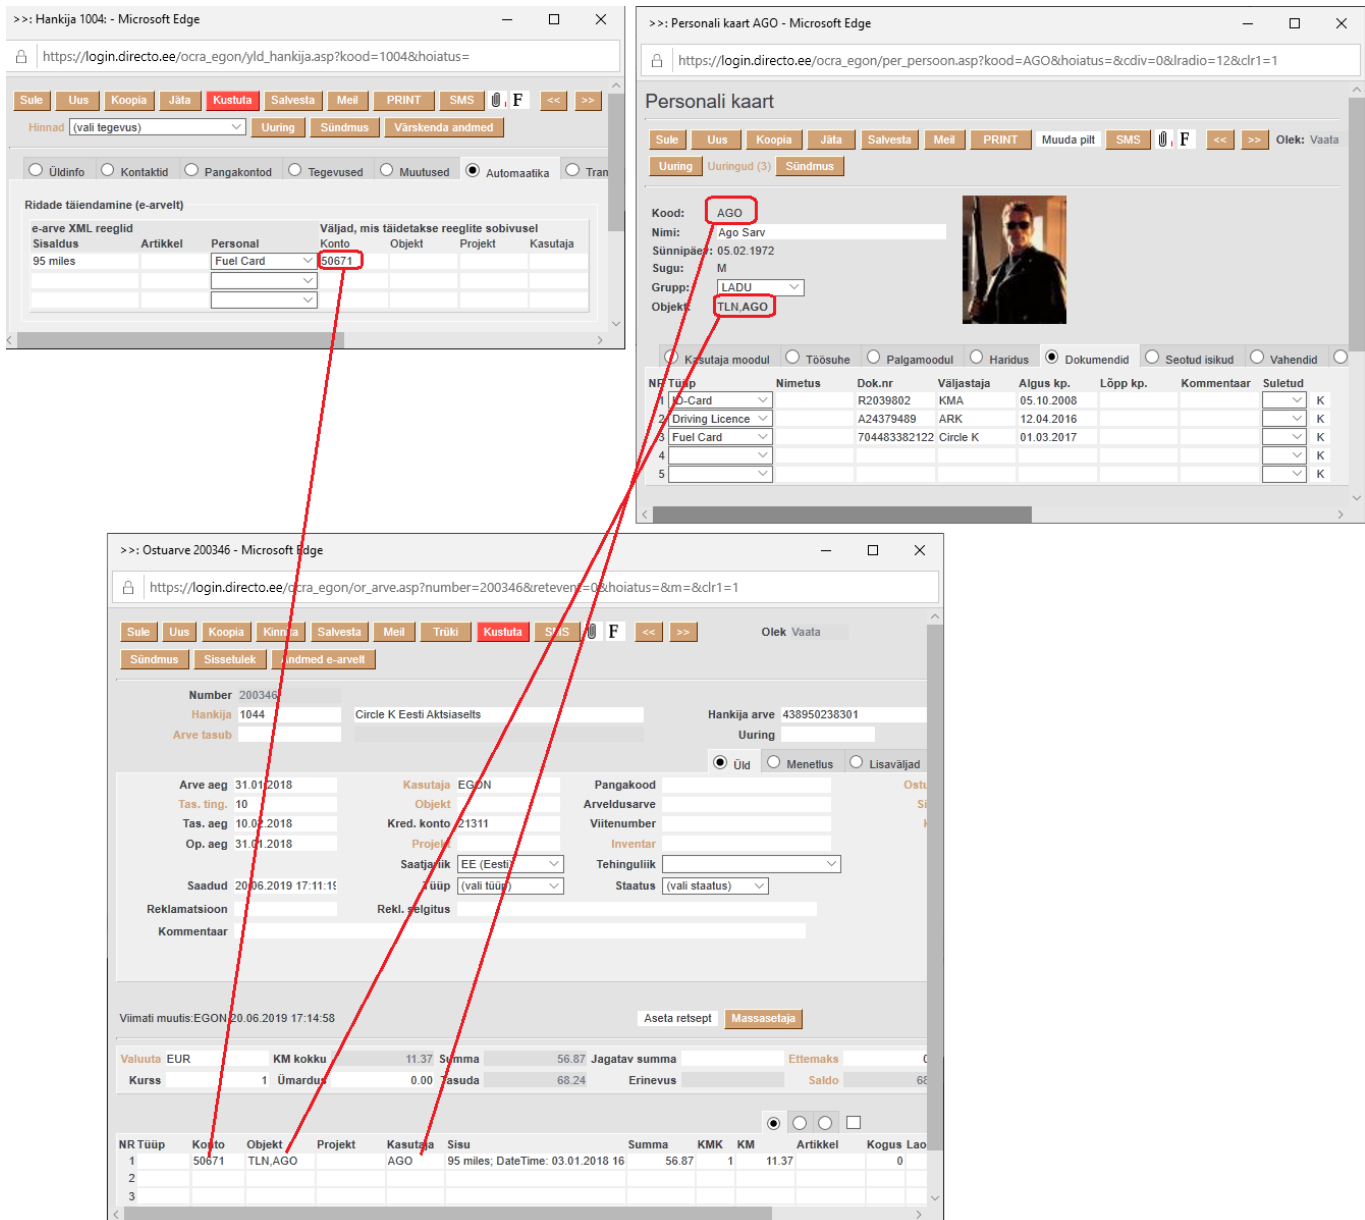 >>: Hankija 1004: - Microsoft Edge
https://login.directo.ee/ocra_egon/yld_hankija.asp?kood=1004&hoiatus=
Sule Uus Koopia Jäta Kustuta Salvesta Meil PRINT SMS F << >>
Hinnad (vali tegevus) Uuring Sündmus Värskenda andmed
Üldinfo Kontaktid Pangakontod Tegevused Muutused Automaatika Tran
Ridade täiendamine (e-arvelt)
e-arve XML reeglid Väljad, mis täidetakse reeglite sobivusel
Sisaldus Artikkel Personal Konto Objekt Projekt Kasutaja
95 miles Fuel Card 50671
>>: Personali kaart AGO - Microsoft Edge
https://login.directo.ee/ocra_egon/per_persoon.asp?kood=AGO&hoiatus=&cdiv=0&lradio=12&clr1=1
Personali kaart
Sule Uus Koopia Jäta Salvesta Meil PRINT Muuda pilt SMS F << >> Olek: Vaata
Uuring Uuringud (3) Sündmus
Kood: AGO
Nimi: Ago Sarv
Sünnipäev: 05.02.1972
Sugu: M
Grupp: LADU
Objekt: TLN,AGO
Kasutaja moodul Töösuhe Palgamoodul Haridus Dokumendid Seotud isikud Vahendid
NR Tüüp Nimetus Dok.nr Väljastaja Algus kp. Lõpp kp. Kommentaar Suletud
1 ID-Card R2039802 KMA 05.10.2008 K
2 Driving Licence A24379489 ARK 12.04.2016 K
3 Fuel Card 704483382122 Circle K 01.03.2017 K
4 K
5 K
>>: Ostuarve 200346 - Microsoft Edge
https://login.directo.ee/ocra_egon/or_arve.asp?number=200346&retevent=0&hoiatus=&m=&clr1=1
Sule Uus Koopia Kinnita Salvesta Meil Trüki Kustuta SMS F << >> Olek Vaata
Sündmus Sissetulek Andmed e-arvelt
Number 200346
Hankija 1044 Circle K Eesti Aktsiaselts Hankija arve 438950238301
Arve tasub Uuring
Üld Menetlus Lisaväljad
Arve aeg 31.01.2018 Kasutaja EGON Pangakood Ostu
Tas. ting. 10 Objekt Arveldusarve Si
Tas. aeg 10.02.2018 Kred. konto 21311 Viitenumber
Op. aeg 31.01.2018 Projekt Inventar
Saatjariik EE (Eesti) Tehinguliik
Saadud 20.06.2019 17:11:19 Tüüp (vali tüüp) Staatus (vali staatus)
Reklamatsioon Rekl. selgitus
Kommentaar
Viimati muutis:EGON 20.06.2019 17:14:58 Aseta retsept Massasetaja
Valuuta EUR KM kokku 11.37 Summa 56.87 Jagatav summa Ettemaks 0
Kurss 1 Ümardus 0.00 Tasuda 68.24 Erinevus Saldo 68
NR Tüüp Konto Objekt Projekt Kasutaja Sisu Summa KMK KM Artikkel Kogus Lao
1 50671 TLN,AGO AGO 95 miles; DateTime: 03.01.2018 16 56.87 1 11.37 0
2
3